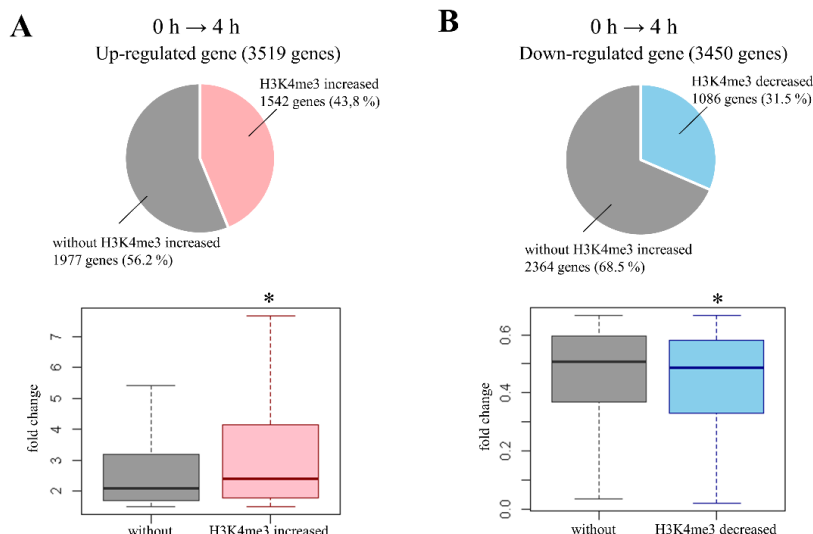 A
0 h → 4 h
Up-regulated gene (3519 genes)
H3K4me3 increased
1542 genes (43,8 %)
without H3K4me3 increased
1977 genes (56.2 %)
*
7
6
5
4
3
2
fold change
without
H3K4me3 increased
B
0 h → 4 h
Down-regulated gene (3450 genes)
H3K4me3 decreased
1086 genes (31.5 %)
without H3K4me3 increased
2364 genes (68.5 %)
*
0.6
0.4
0.2
0.0
fold change
without
H3K4me3 decreased